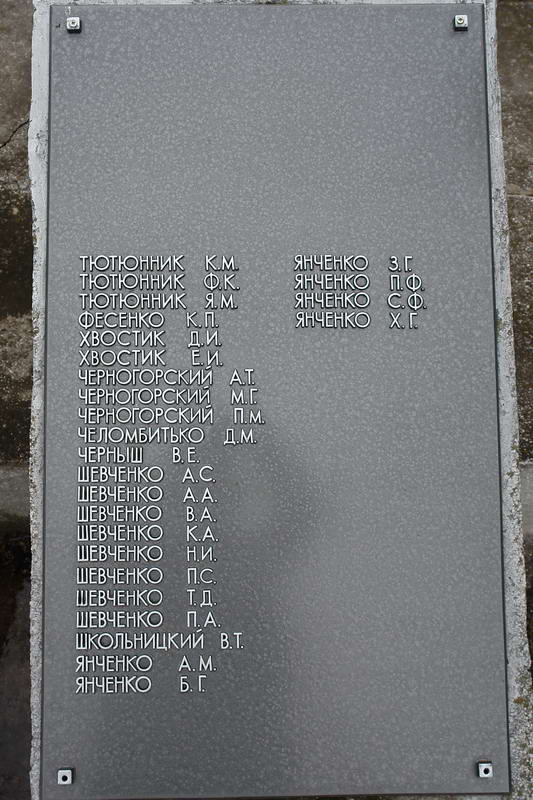 ТЮТЮННИК К.М.
ТЮТЮННИК Ф.К.
ТЮТЮННИК Я.М.
ФЕСЕНКО К.П.
ХВОСТИК Д.И.
ХВОСТИК Е.И.
ЧЕРНОГОРСКИЙ А.Т.
ЧЕРНОГОРСКИЙ М.Г.
ЧЕРНОГОРСКИЙ П.М.
ЧЕЛОМБИТЬКО Д.М.
ЧЕРНЫШ В.Е.
ШЕВЧЕНКО А.С.
ШЕВЧЕНКО А.А.
ШЕВЧЕНКО В.А.
ШЕВЧЕНКО К.А.
ШЕВЧЕНКО Н.И.
ШЕВЧЕНКО П.С.
ШЕВЧЕНКО Т.Д.
ШЕВЧЕНКО П.А.
ШКОЛЬНИЦКИЙ В.Т.
ЯНЧЕНКО А.М.
ЯНЧЕНКО Б.Г.
ЯНЧЕНКО З.Г.
ЯНЧЕНКО П.Ф.
ЯНЧЕНКО С.Ф.
ЯНЧЕНКО Х.Г.